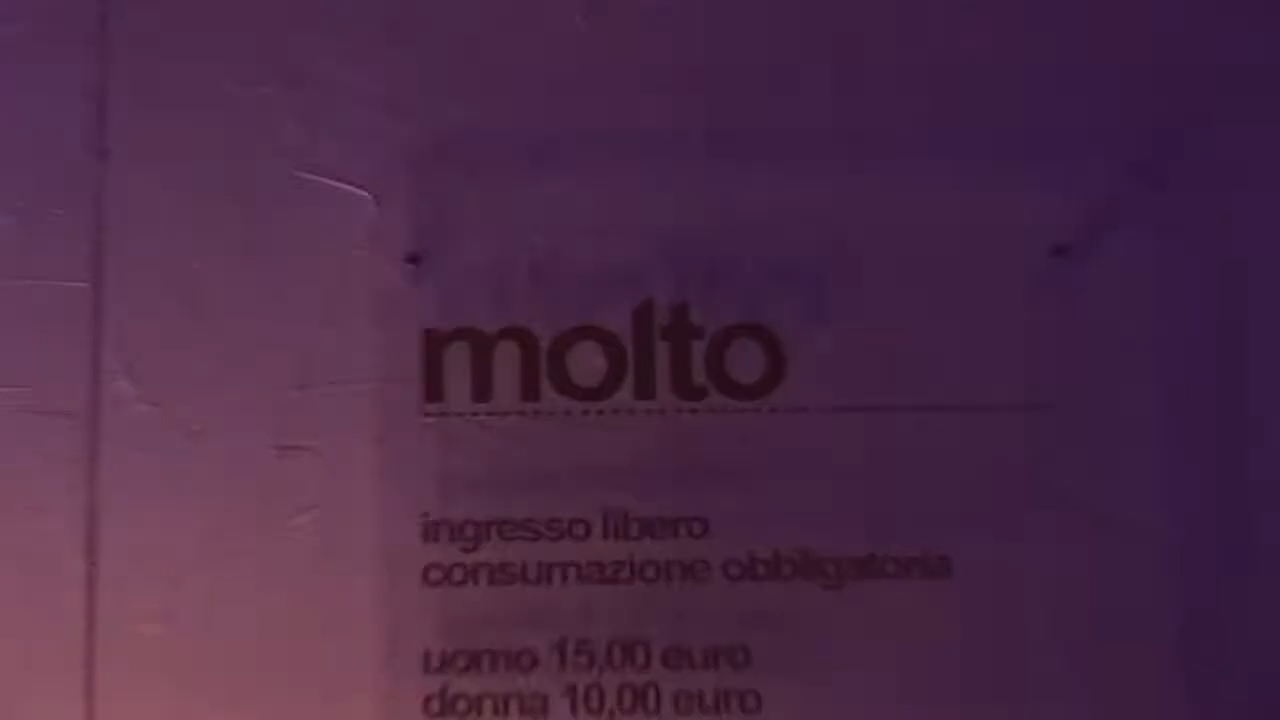 molto
ingresso libero
consumazione obbligatoria
uomo 15,00 euro
donna 10,00 euro